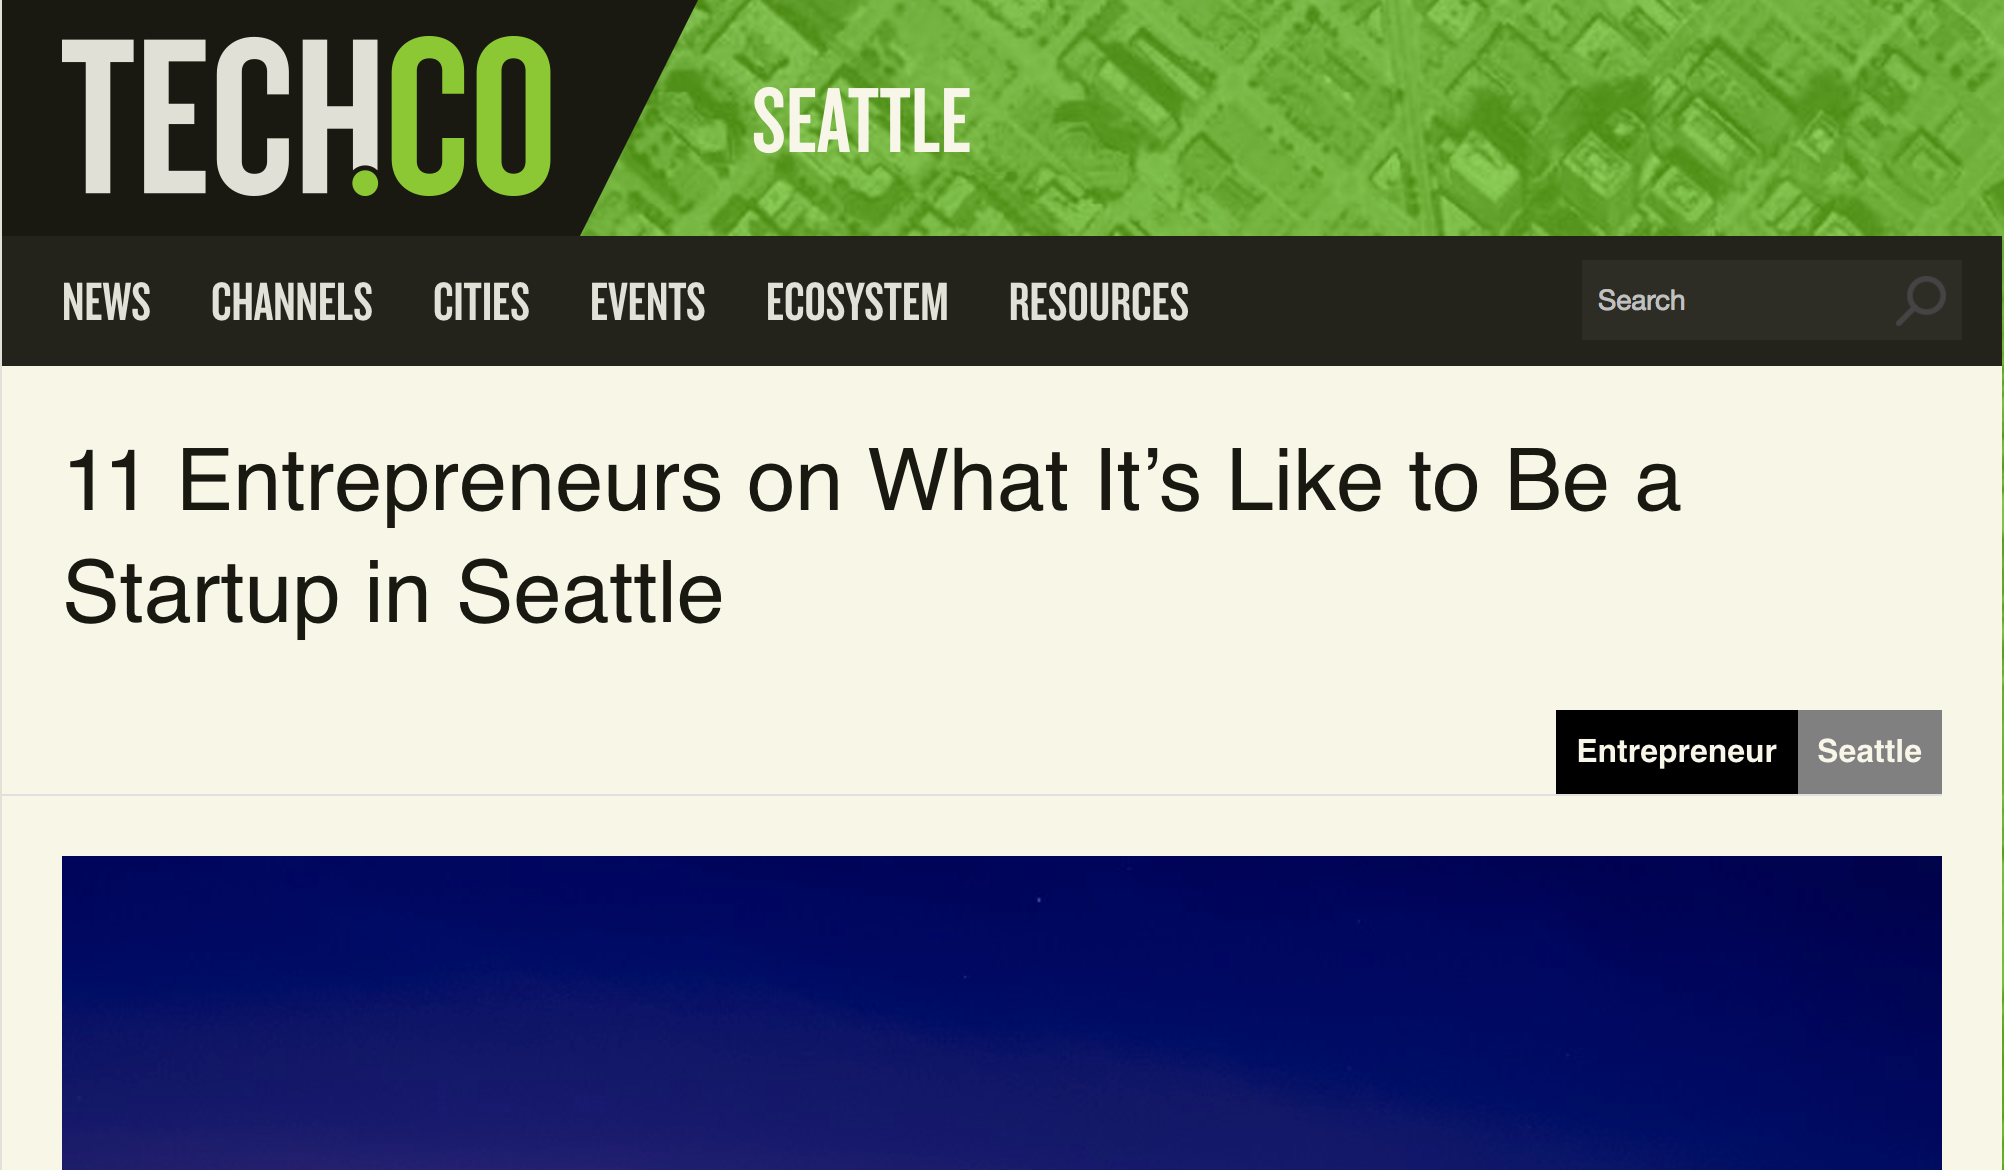 TECH.CO
SEATTLE
NEWS CHANNELS CITIES EVENTS ECOSYSTEM RESOURCES Search
11 Entrepreneurs on What It’s Like to Be a
Startup in Seattle
Entrepreneur Seattle